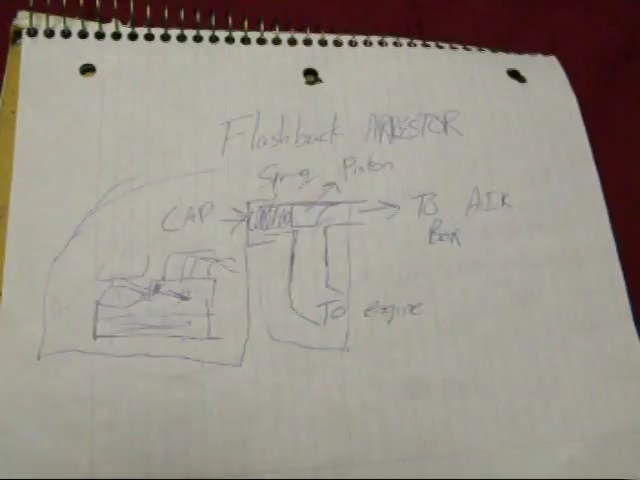 Flashback ARRESTOR
Spring Piston
CAP
To AIR
Box
To engine